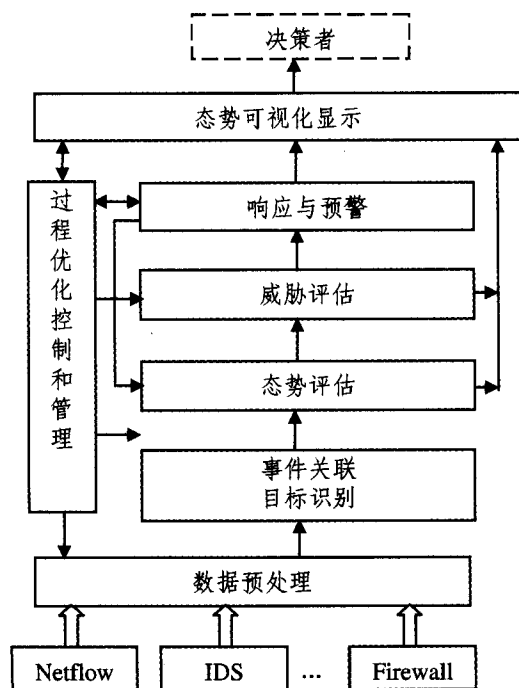 决策者
态势可视化显示
过程优化控制和管理
响应与预警
威胁评估
态势评估
事件关联
目标识别
数据预处理
Netflow
IDS
...
Firewall